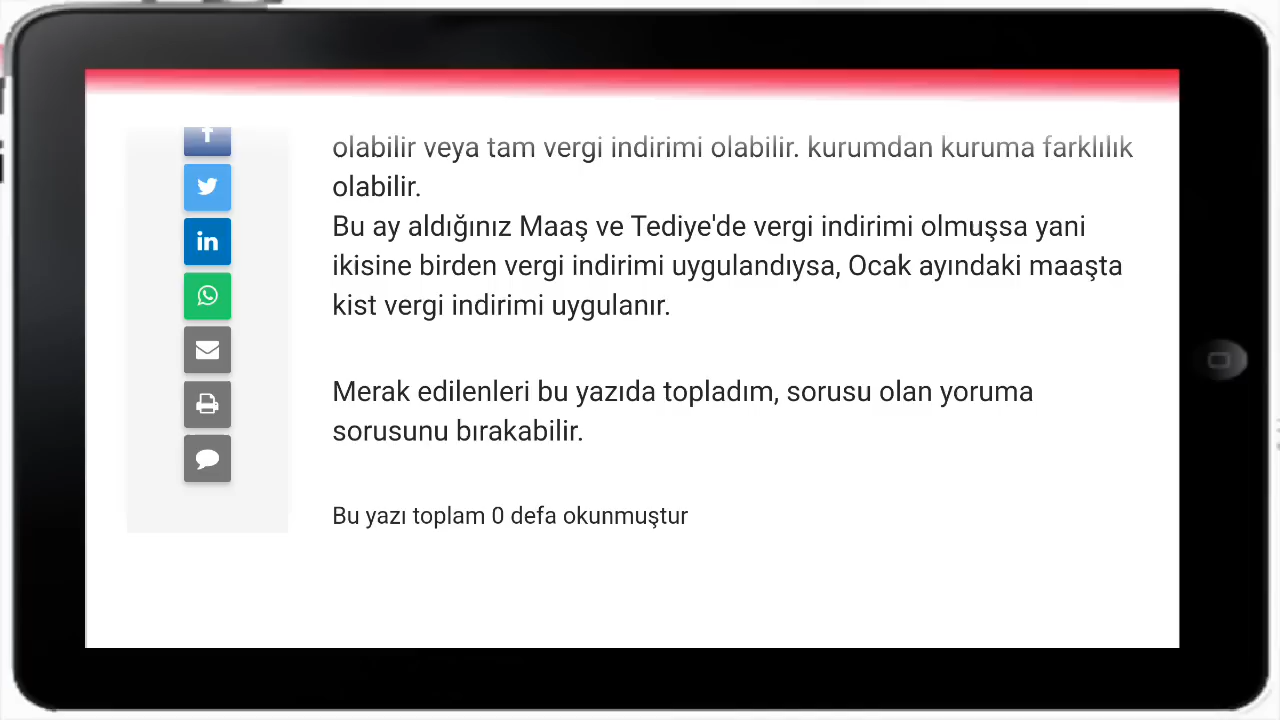 olabilir veya tam vergi indirimi olabilir. kurumdan kuruma farklılık
olabilir.
Bu ay aldığınız Maaş ve Tediye'de vergi indirimi olmuşsa yani
ikisine birden vergi indirimi uygulandıysa, Ocak ayındaki maaşta
kist vergi indirimi uygulanır.
Merak edilenleri bu yazıda topladım, sorusu olan yoruma
sorusunu bırakabilir.
Bu yazı toplam 0 defa okunmuştur